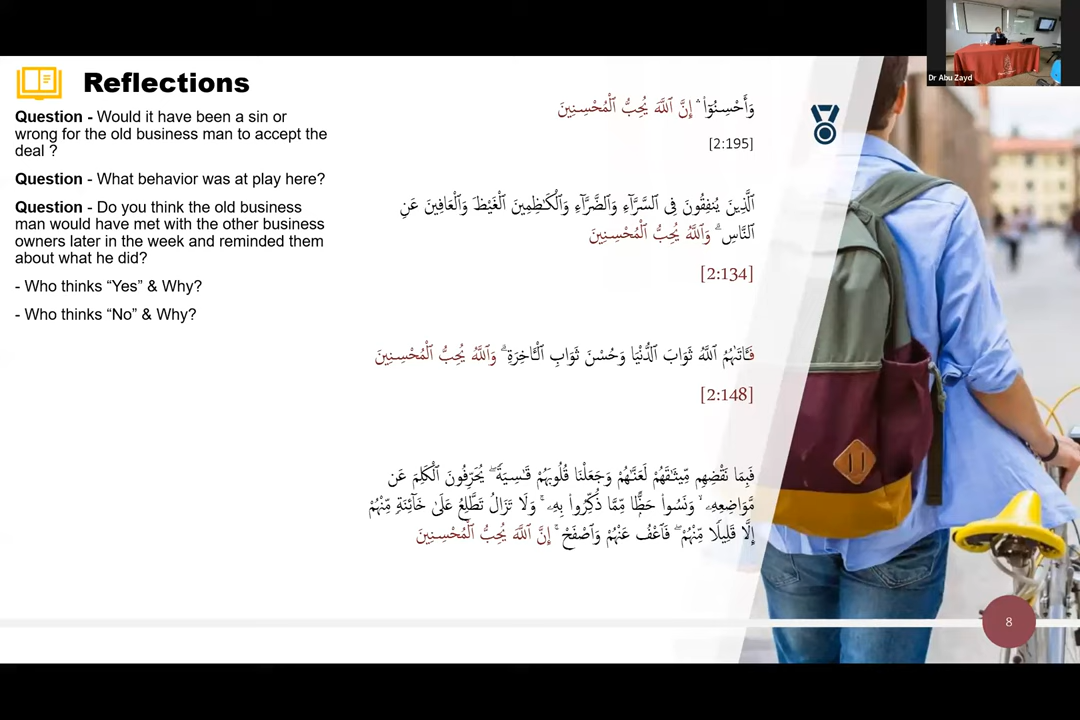 Dr Abu Zayd
Reflections
Question - Would it have been a sin or
wrong for the old business man to accept the
deal ?
Question - What behavior was at play here?
Question - Do you think the old business
man would have met with the other business
owners later in the week and reminded them
about what he did?
- Who thinks “Yes” & Why?
- Who thinks “No” & Why?
وَأَحْسِنُوٓا۟ ۛ إِنَّ ٱللَّهَ يُحِبُّ ٱلْمُحْسِنِينَ
[2:195]
ٱلَّذِينَ يُنفِقُونَ فِى ٱلسَّرَّآءِ وَٱلضَّرَّآءِ وَٱلْكَـٰظِمِينَ ٱلْغَيْظَ وَٱلْعَافِينَ عَنِ
ٱلنَّاسِ ۗ وَٱللَّهُ يُحِبُّ ٱلْمُحْسِنِينَ
[2:134]
فَـَٔاتَىٰهُمُ ٱللَّهُ ثَوَابَ ٱلدُّنْيَا وَحُسْنَ ثَوَابِ ٱلْـَٔاخِرَةِ ۗ وَٱللَّهُ يُحِبُّ ٱلْمُحْسِنِينَ
[2:148]
فَبِمَا نَقْضِهِم مِّيثَـٰقَهُمْ لَعَنَّـٰهُمْ وَجَعَلْنَا قُلُوبَهُمْ قَـٰسِيَةً ۖ يُحَرِّفُونَ ٱلْكَلِمَ عَن
مَّوَاضِعِهِۦ ۙ وَنَسُوا۟ حَظًّا مِّمَّا ذُكِّرُوا۟ بِهِۦ ۚ وَلَا تَزَالُ تَطَّلِعُ عَلَىٰ خَآئِنَةٍ مِّنْهُمْ
إِلَّا قَلِيلًا مِّنْهُمْ ۖ فَٱعْفُ عَنْهُمْ وَٱصْفَحْ ۚ إِنَّ ٱللَّهَ يُحِبُّ ٱلْمُحْسِنِينَ
8